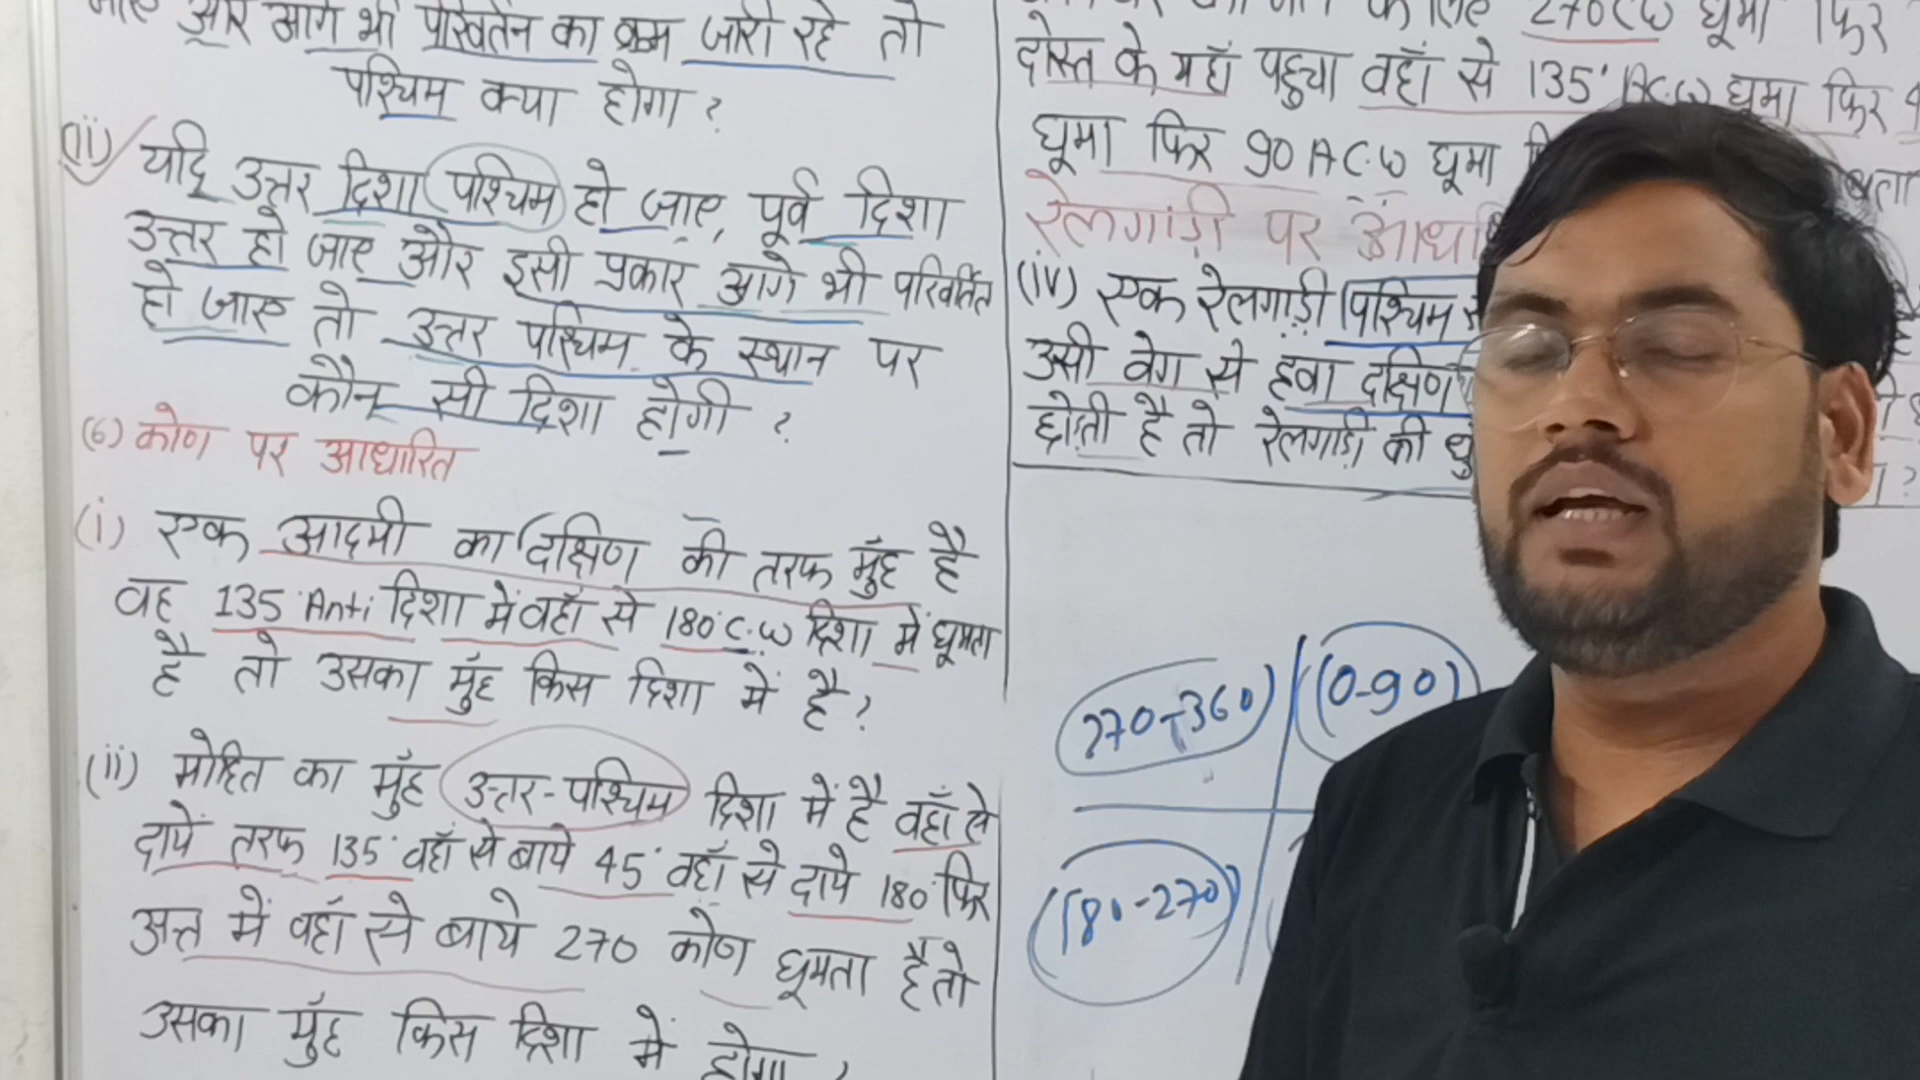 और आगे भी परिवर्तन का क्रम जारी रहे तो
पश्चिम क्या होगा ?
(ii) यदि उत्तर दिशा पश्चिम हो जाए, पूर्व दिशा
उत्तर हो जाए और इसी प्रकार आगे भी परिवर्तित
हो जाए तो उत्तर पश्चिम के स्थान पर
कौन सी दिशा होगी ?
(6) कोण पर आधारित
(i) एक आदमी का दक्षिण की तरफ मुँह है
वह 135° Anti दिशा में वहाँ से 180° C.W दिशा में घूमता
है तो उसका मुँह किस दिशा में है ?
(ii) मोहित का मुँह उत्तर-पश्चिम दिशा में है वहाँ से
दायें तरफ 135° वहाँ से बायें 45° वहाँ से दायें 180° फिर
अन्त में वहाँ से बायें 270 कोण घूमता है तो
उसका मुँह किस दिशा में होगा ?
के लिए 270 CW घूमा फिर
दोस्त के यहाँ पहुचा वहाँ से 135° A.C.W घूमा फिर
घूमा फिर 90 A.C.W घूमा
रेलगाड़ी पर
(iv) एक रेलगाड़ी पश्चिम
उसी वेग से हवा दक्षिण
छोड़ती है तो रेलगाड़ी की
270-360 (0-90)
(180-270)